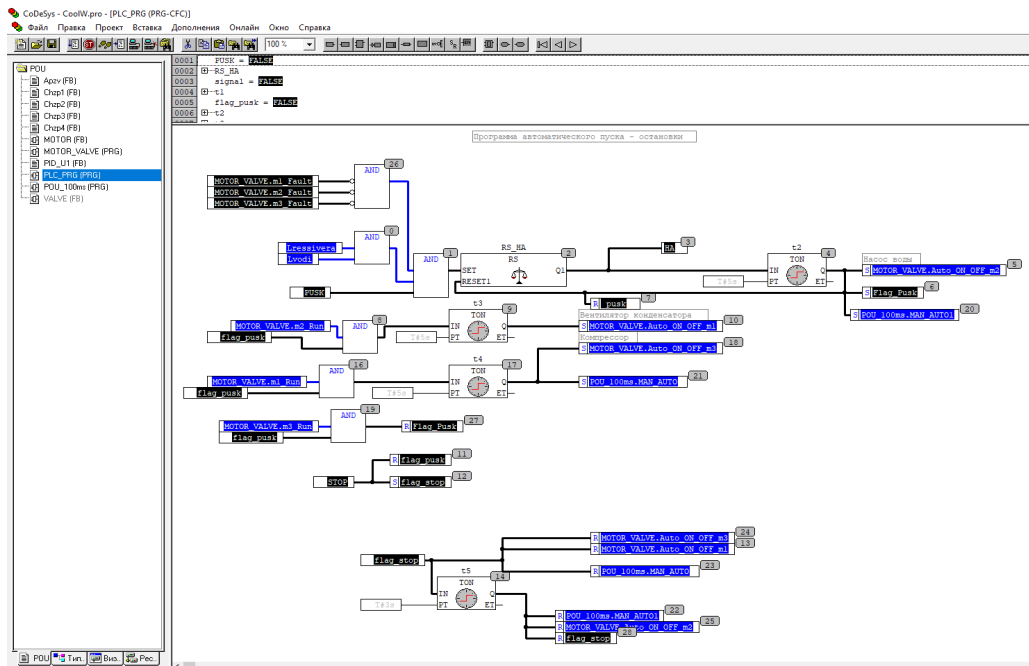 CoDeSys - CoolW.pro - [PLC_PRG (PRG-CFC)]
Файл Правка Проект Вставка Дополнения Онлайн Окно Справка
100 %
POU
Apzv (FB)
Chzp1 (FB)
Chzp2 (FB)
Chzp3 (FB)
Chzp4 (FB)
MOTOR (FB)
MOTOR_VALVE (PRG)
PID_U1 (FB)
PLC_PRG (PRG)
POU_100ms (PRG)
VALVE (FB)
POU Тип.. Виз.. Рес..
0001 PUSK = FALSE
0002 RS_HA
0003 signal = FALSE
0004 t1
0005 flag_pusk = FALSE
0006 t2
Программа автоматического пуска - остановки
AND 26
MOTOR_VALVE.m1_Fault
MOTOR_VALVE.m2_Fault
MOTOR_VALVE.m3_Fault
AND 0
Lressivera
Lvodi
PUSK
AND 1
RS_HA
RS 2
SET Q1
RESET1
HA 3
t2
TON 4
IN Q
T#5s PT ET
Насос воды
S MOTOR_VALVE.Auto_ON_OFF_m2 5
S Flag_Pusk 6
R pusk 7
S POU_100ms.MAN_AUTO1 20
MOTOR_VALVE.m2_Run
flag_pusk
AND 8
t3
TON 9
IN Q
T#5s PT ET
Вентилятор конденсатора
S MOTOR_VALVE.Auto_ON_OFF_m1 10
Компрессор
S MOTOR_VALVE.Auto_ON_OFF_m3 18
MOTOR_VALVE.m1_Run
flag_pusk
AND 16
t4
TON 17
IN Q
T#5s PT ET
S POU_100ms.MAN_AUTO 21
MOTOR_VALVE.m3_Run
flag_pusk
AND 19
R Flag_Pusk 27
STOP
R flag_pusk 11
S flag_stop 12
flag_stop
R MOTOR_VALVE.Auto_ON_OFF_m3 24
R MOTOR_VALVE.Auto_ON_OFF_m1 13
R POU_100ms.MAN_AUTO 23
t5
TON 14
IN Q
T#3s PT ET
R POU_100ms.MAN_AUTO1 22
R MOTOR_VALVE.Auto_ON_OFF_m2 25
R flag_stop 28